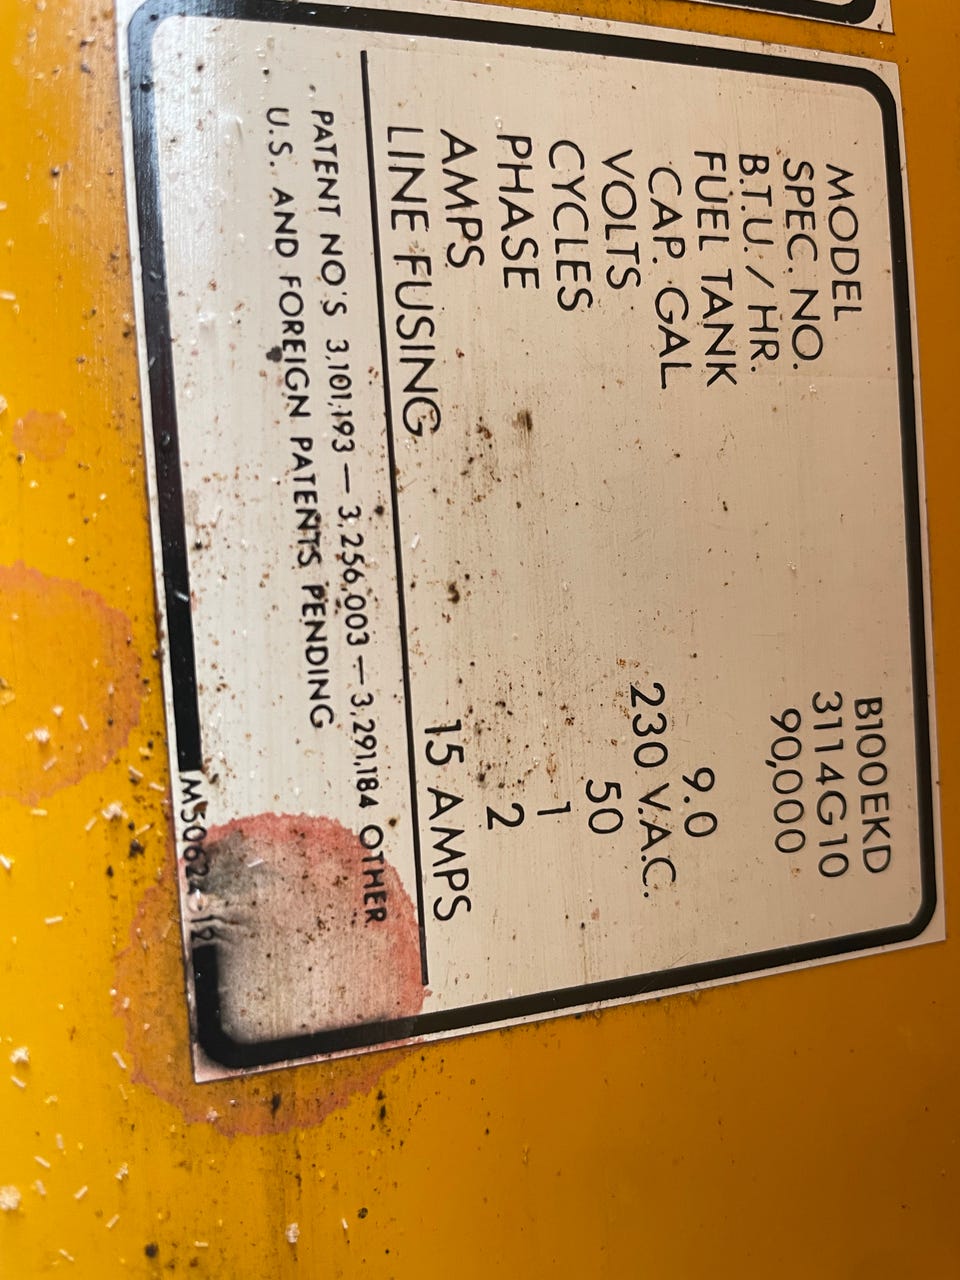 MODEL B100EKD
SPEC. NO. 3114G10
B.T.U. / HR. 90,000
FUEL TANK
CAP. GAL. 9.0
VOLTS 230 V.A.C.
CYCLES 50
PHASE 1
AMPS 2
LINE FUSING 15 AMPS
PATENT NO'S 3,101,193 — 3,256,003 — 3,291,184 OTHER
U.S. AND FOREIGN PATENTS PENDING
M5062-12